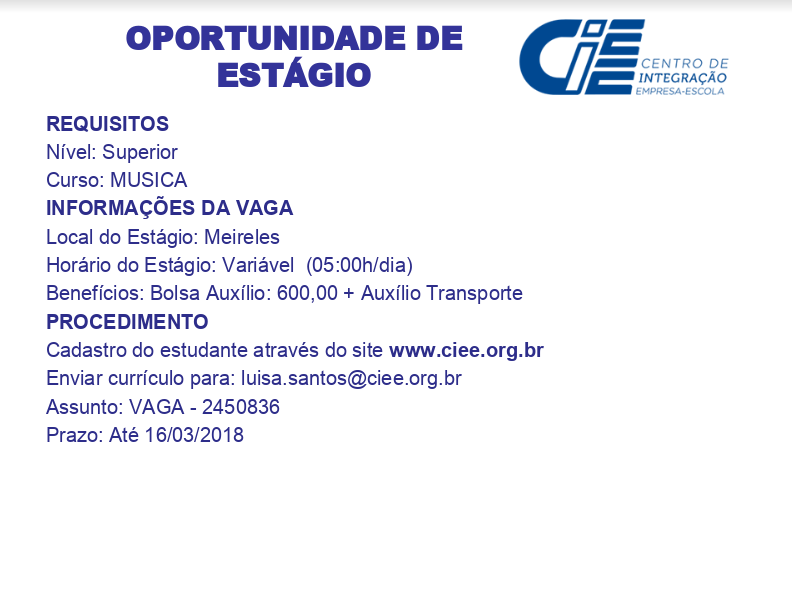 OPORTUNIDADE DE
ESTÁGIO
CIEE
CENTRO DE
INTEGRAÇÃO
EMPRESA-ESCOLA
REQUISITOS
Nível: Superior
Curso: MUSICA
INFORMAÇÕES DA VAGA
Local do Estágio: Meireles
Horário do Estágio: Variável  (05:00h/dia)
Benefícios: Bolsa Auxílio: 600,00 + Auxílio Transporte
PROCEDIMENTO
Cadastro do estudante através do site www.ciee.org.br
Enviar currículo para: luisa.santos@ciee.org.br
Assunto: VAGA - 2450836
Prazo: Até 16/03/2018